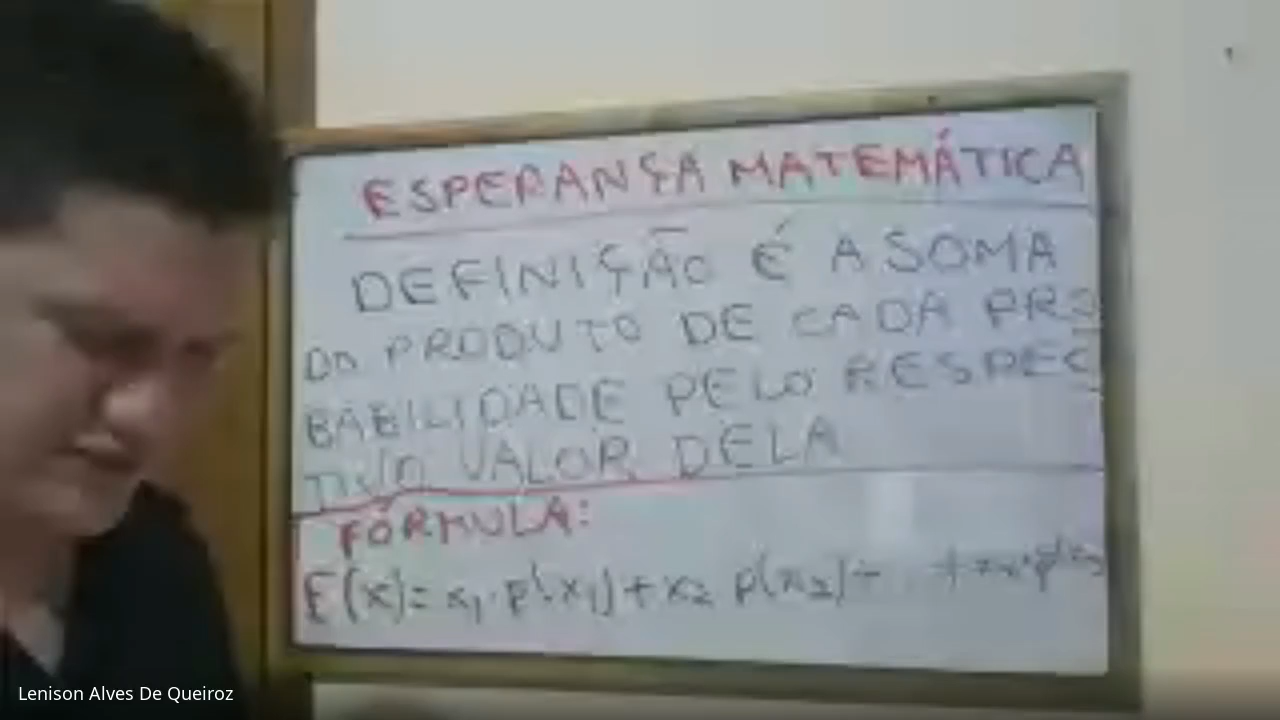 ESPERANÇA MATEMÁTICA
DEFINIÇÃO É A SOMA
DO PRODUTO DE CADA PRO
BABILIDADE PELO RESPEC
TIVO VALOR DELA
FÓRMULA:
E(x)= x₁·P(x₁)+x₂ P(x₂)+ ...
Lenison Alves De Queiroz